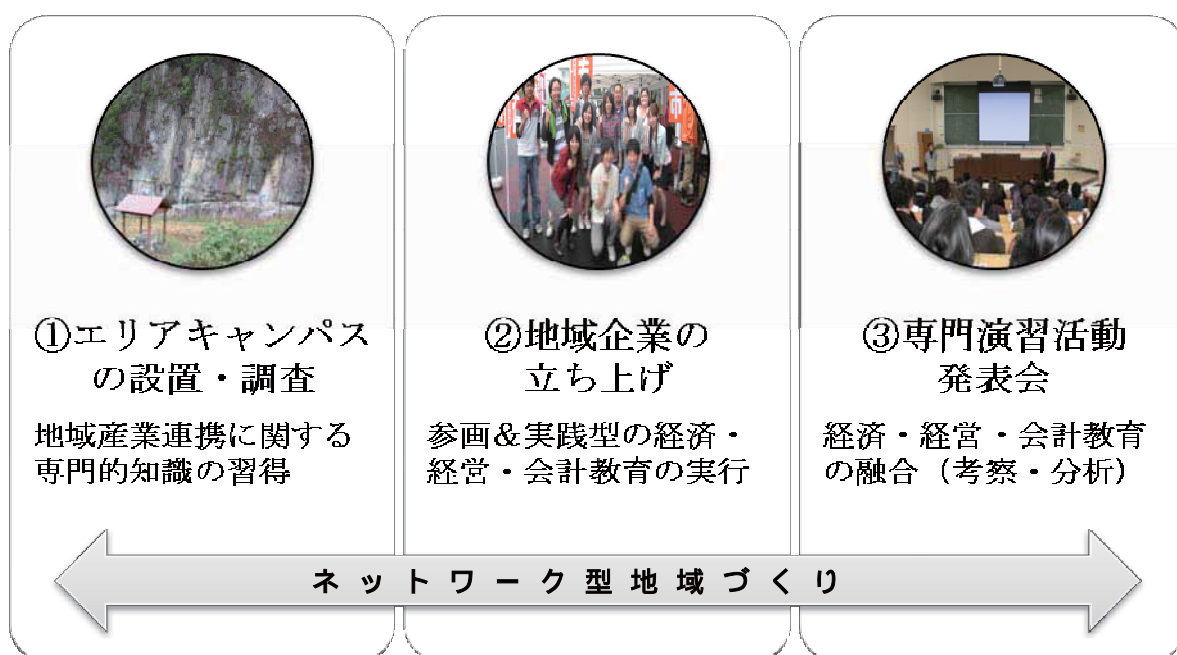 ①エリアキャンパス
の設置・調査
地域産業連携に関する
専門的知識の習得
②地域企業の
立ち上げ
参画&実践型の経済・
経営・会計教育の実行
③専門演習活動
発表会
経済・経営・会計教育
の融合（考察・分析）
ネットワーク型地域づくり